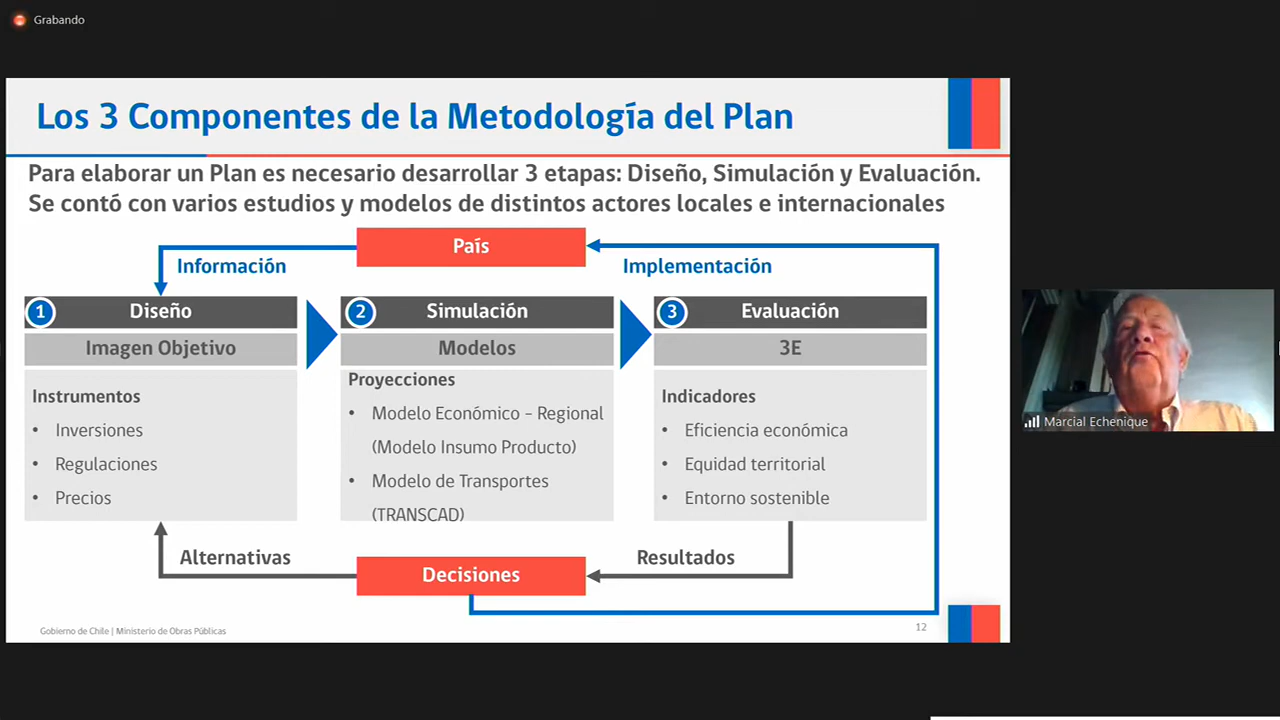 Grabando
Los 3 Componentes de la Metodología del Plan
Para elaborar un Plan es necesario desarrollar 3 etapas: Diseño, Simulación y Evaluación.
Se contó con varios estudios y modelos de distintos actores locales e internacionales
País
Información
Implementación
1 Diseño
Imagen Objetivo
Instrumentos
• Inversiones
• Regulaciones
• Precios
2 Simulación
Modelos
Proyecciones
• Modelo Económico – Regional
(Modelo Insumo Producto)
• Modelo de Transportes
(TRANSCAD)
3 Evaluación
3E
Indicadores
• Eficiencia económica
• Equidad territorial
• Entorno sostenible
Alternativas
Decisiones
Resultados
Gobierno de Chile | Ministerio de Obras Públicas
12
Marcial Echenique